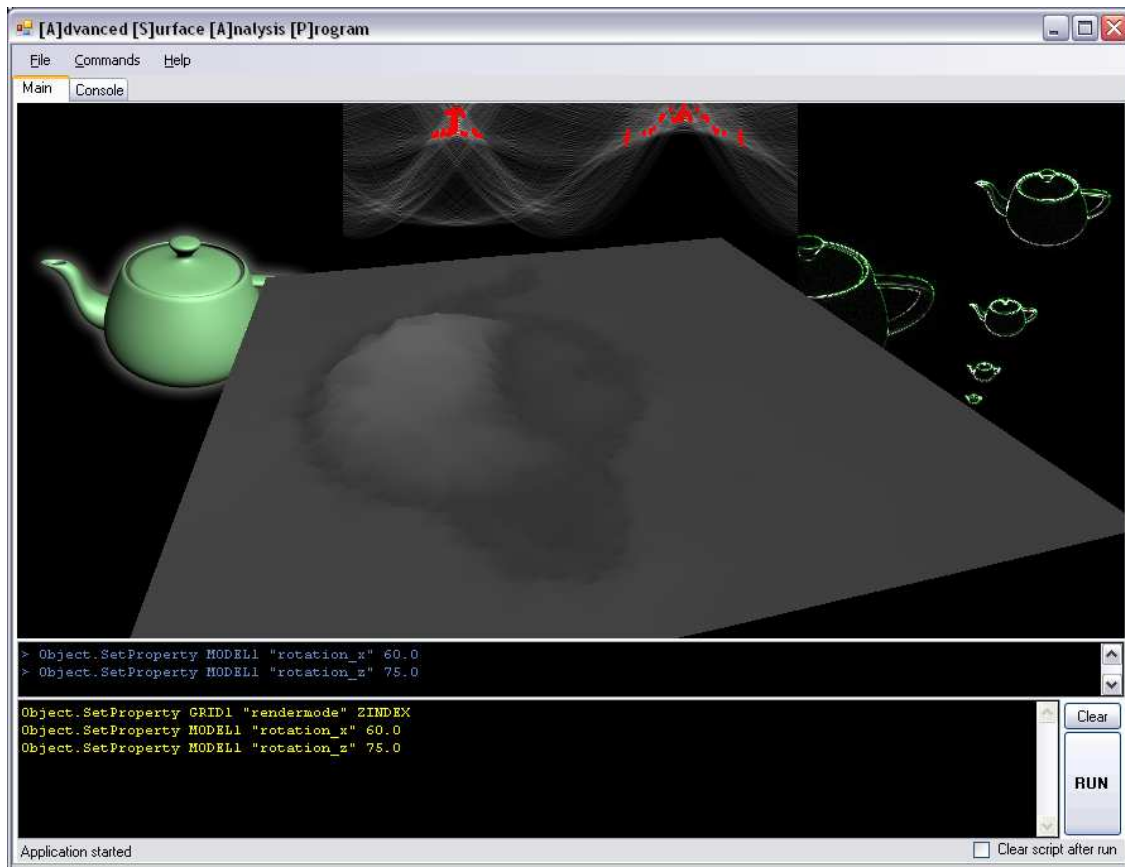 [A]dvanced [S]urface [A]nalysis [P]rogram
File Commands Help
Main Console
> Object.SetProperty MODEL1 "rotation_x" 60.0
> Object.SetProperty MODEL1 "rotation_z" 75.0
Object.SetProperty GRID1 "rendermode" ZINDEX
Object.SetProperty MODEL1 "rotation_x" 60.0
Object.SetProperty MODEL1 "rotation_z" 75.0
Clear
RUN
Application started
Clear script after run